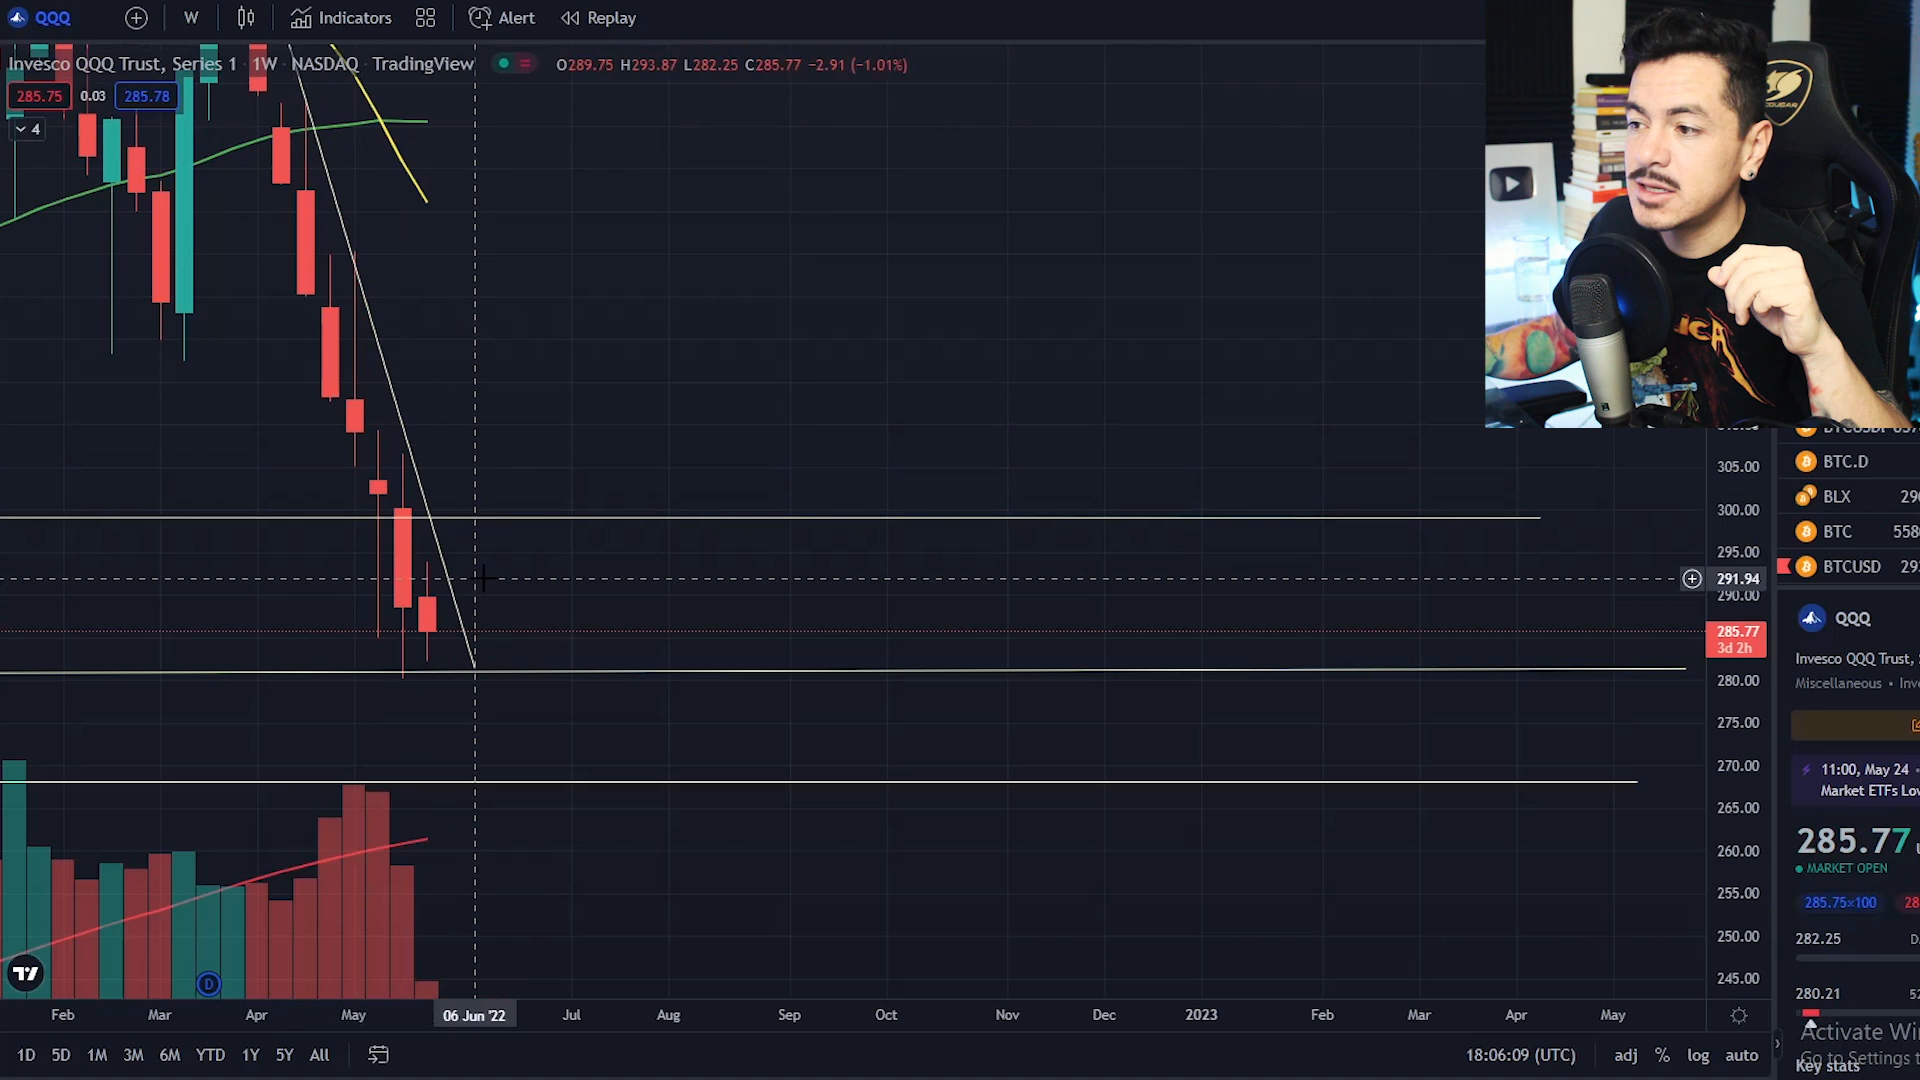 QQQ
W
Indicators
Alert
Replay
Invesco QQQ Trust, Series 1 · 1W · NASDAQ · TradingView
O289.75 H293.87 L282.25 C285.77 −2.91 (−1.01%)
285.75 0.03 285.78
4
COUGAR
305.00
300.00
295.00
291.94
290.00
285.77
3d 2h
280.00
275.00
270.00
265.00
260.00
255.00
250.00
245.00
BTC.D
BLX
BTC
BTCUSD
QQQ
Invesco QQQ Trust,
Miscellaneous •
11:00, May 24
Market ETFs
285.77
MARKET OPEN
285.75×100
282.25
280.21
D
Feb Mar Apr May 06 Jun '22 Jul Aug Sep Oct Nov Dec 2023 Feb Mar Apr May
1D 5D 1M 3M 6M YTD 1Y 5Y All
18:06:09 (UTC) adj % log auto
Activate
Go to Settings
Key stats